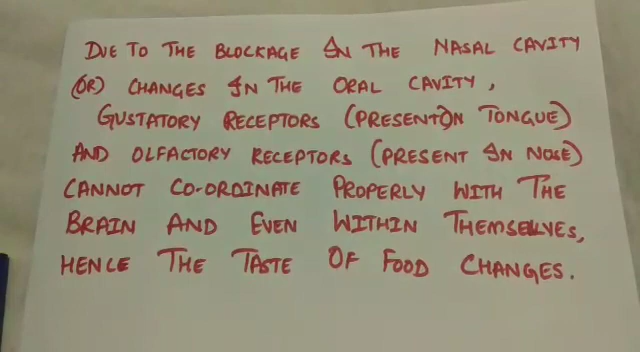 DUE TO THE BLOCKAGE IN THE NASAL CAVITY
(OR) CHANGES IN THE ORAL CAVITY,
GUSTATORY RECEPTORS (PRESENT ON TONGUE)
AND OLFACTORY RECEPTORS (PRESENT IN NOSE)
CANNOT CO-ORDINATE PROPERLY WITH THE
BRAIN AND EVEN WITHIN THEMSELVES,
HENCE THE TASTE OF FOOD CHANGES.